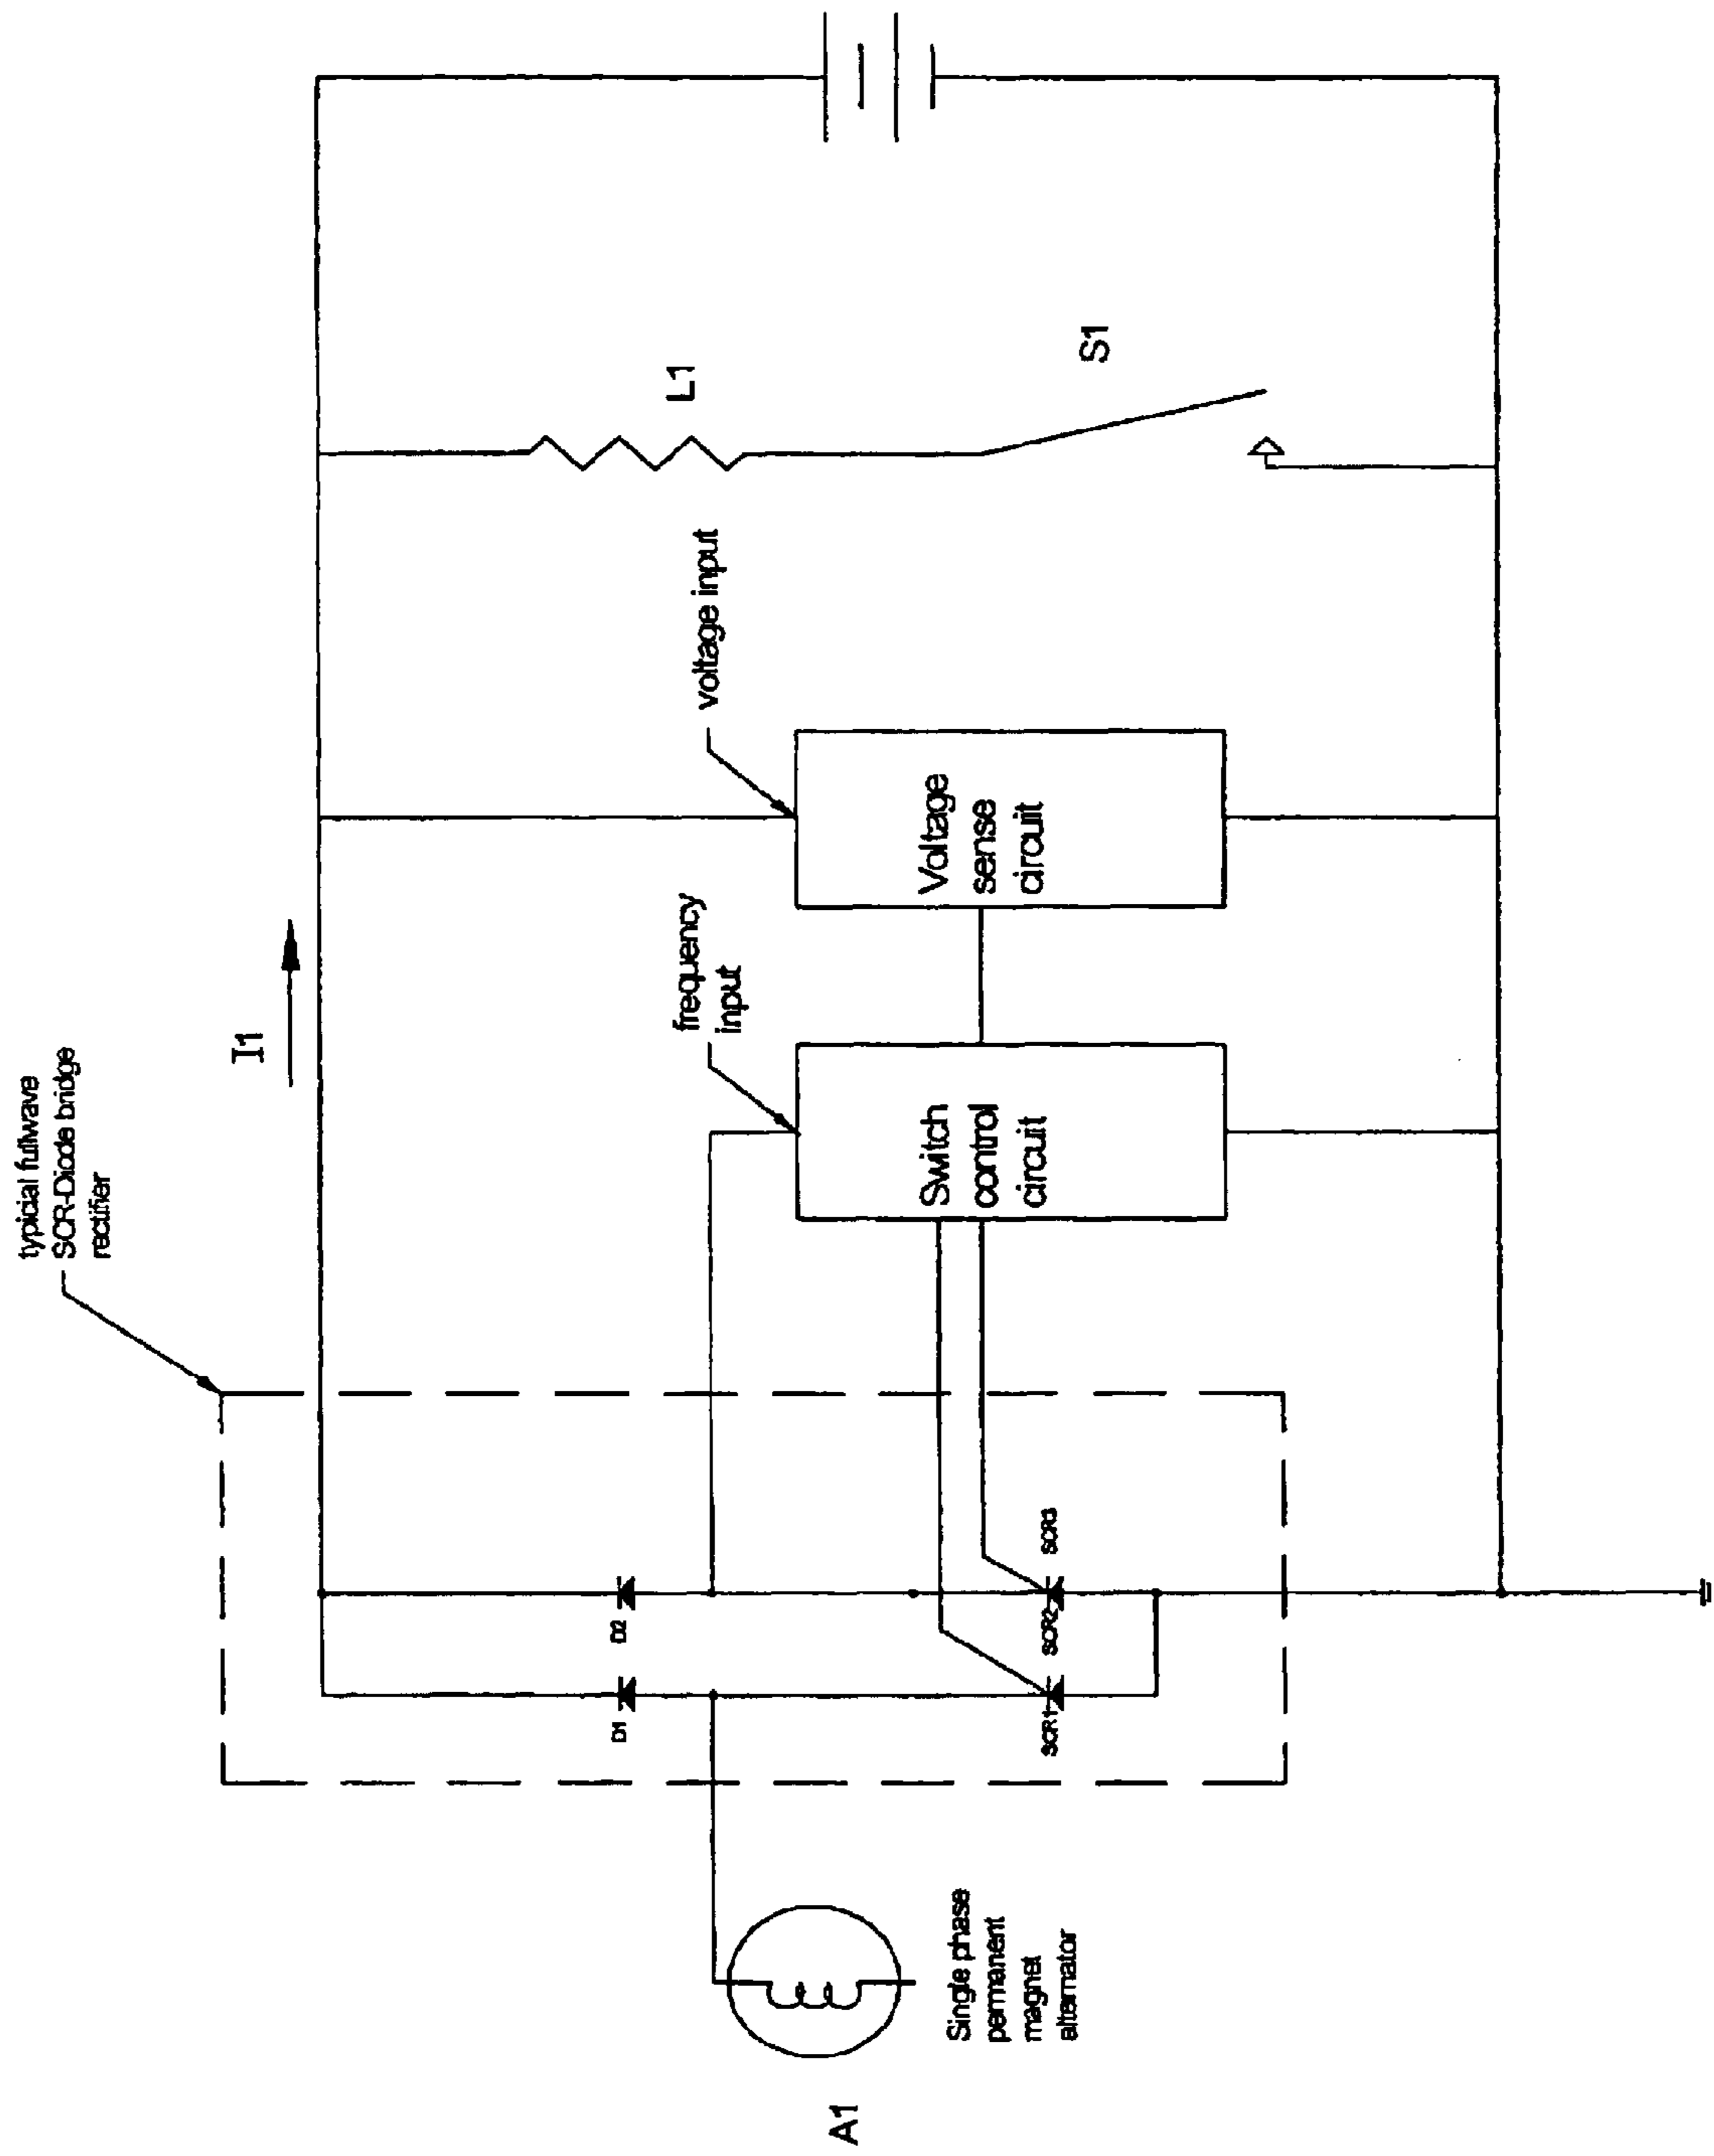 typicial fullwave
SCR-Diode bridge
rectifier
I1
frequency
input
voltage input
L1
S1
Switch
control
circuit
Voltage
sense
circuit
D1
D2
SCR1
SCR2
SCR3
A1
Single phase
permanent
magnet
alternator